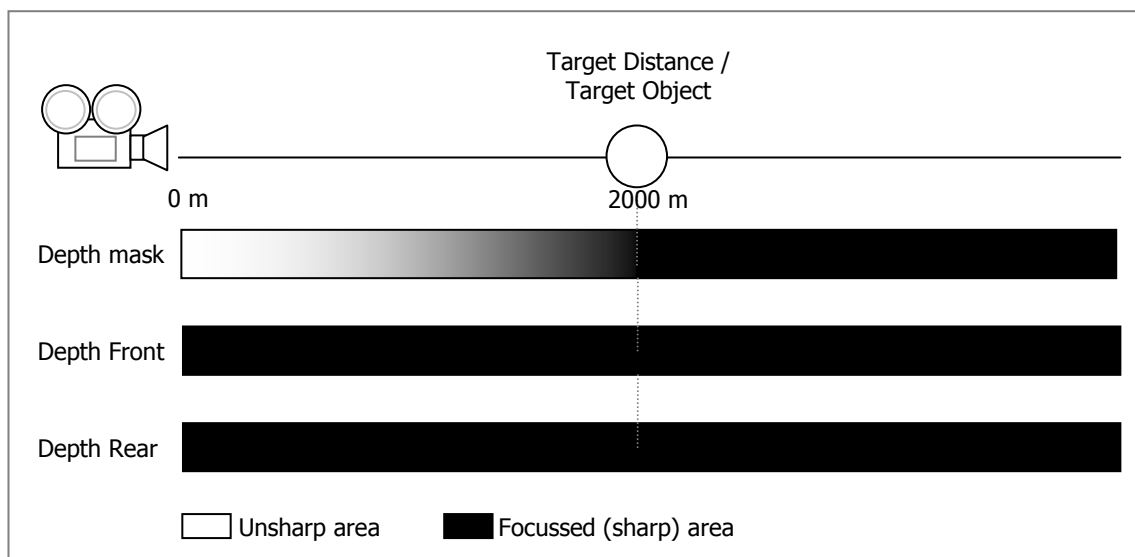 Target Distance /
Target Object
0 m
2000 m
Depth mask
Depth Front
Depth Rear
Unsharp area
Focussed (sharp) area